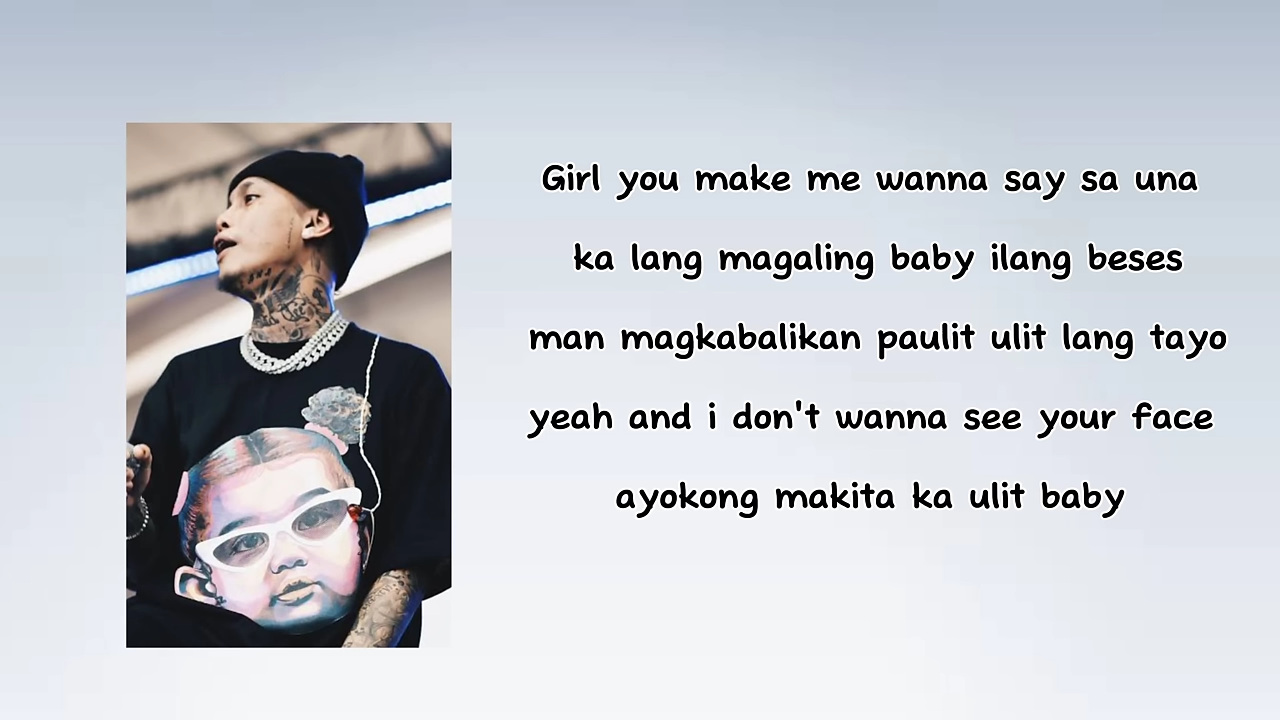 Girl you make me wanna say sa una
ka lang magaling baby ilang beses
man magkabalikan paulit ulit lang tayo
yeah and i don't wanna see your face
ayokong makita ka ulit baby